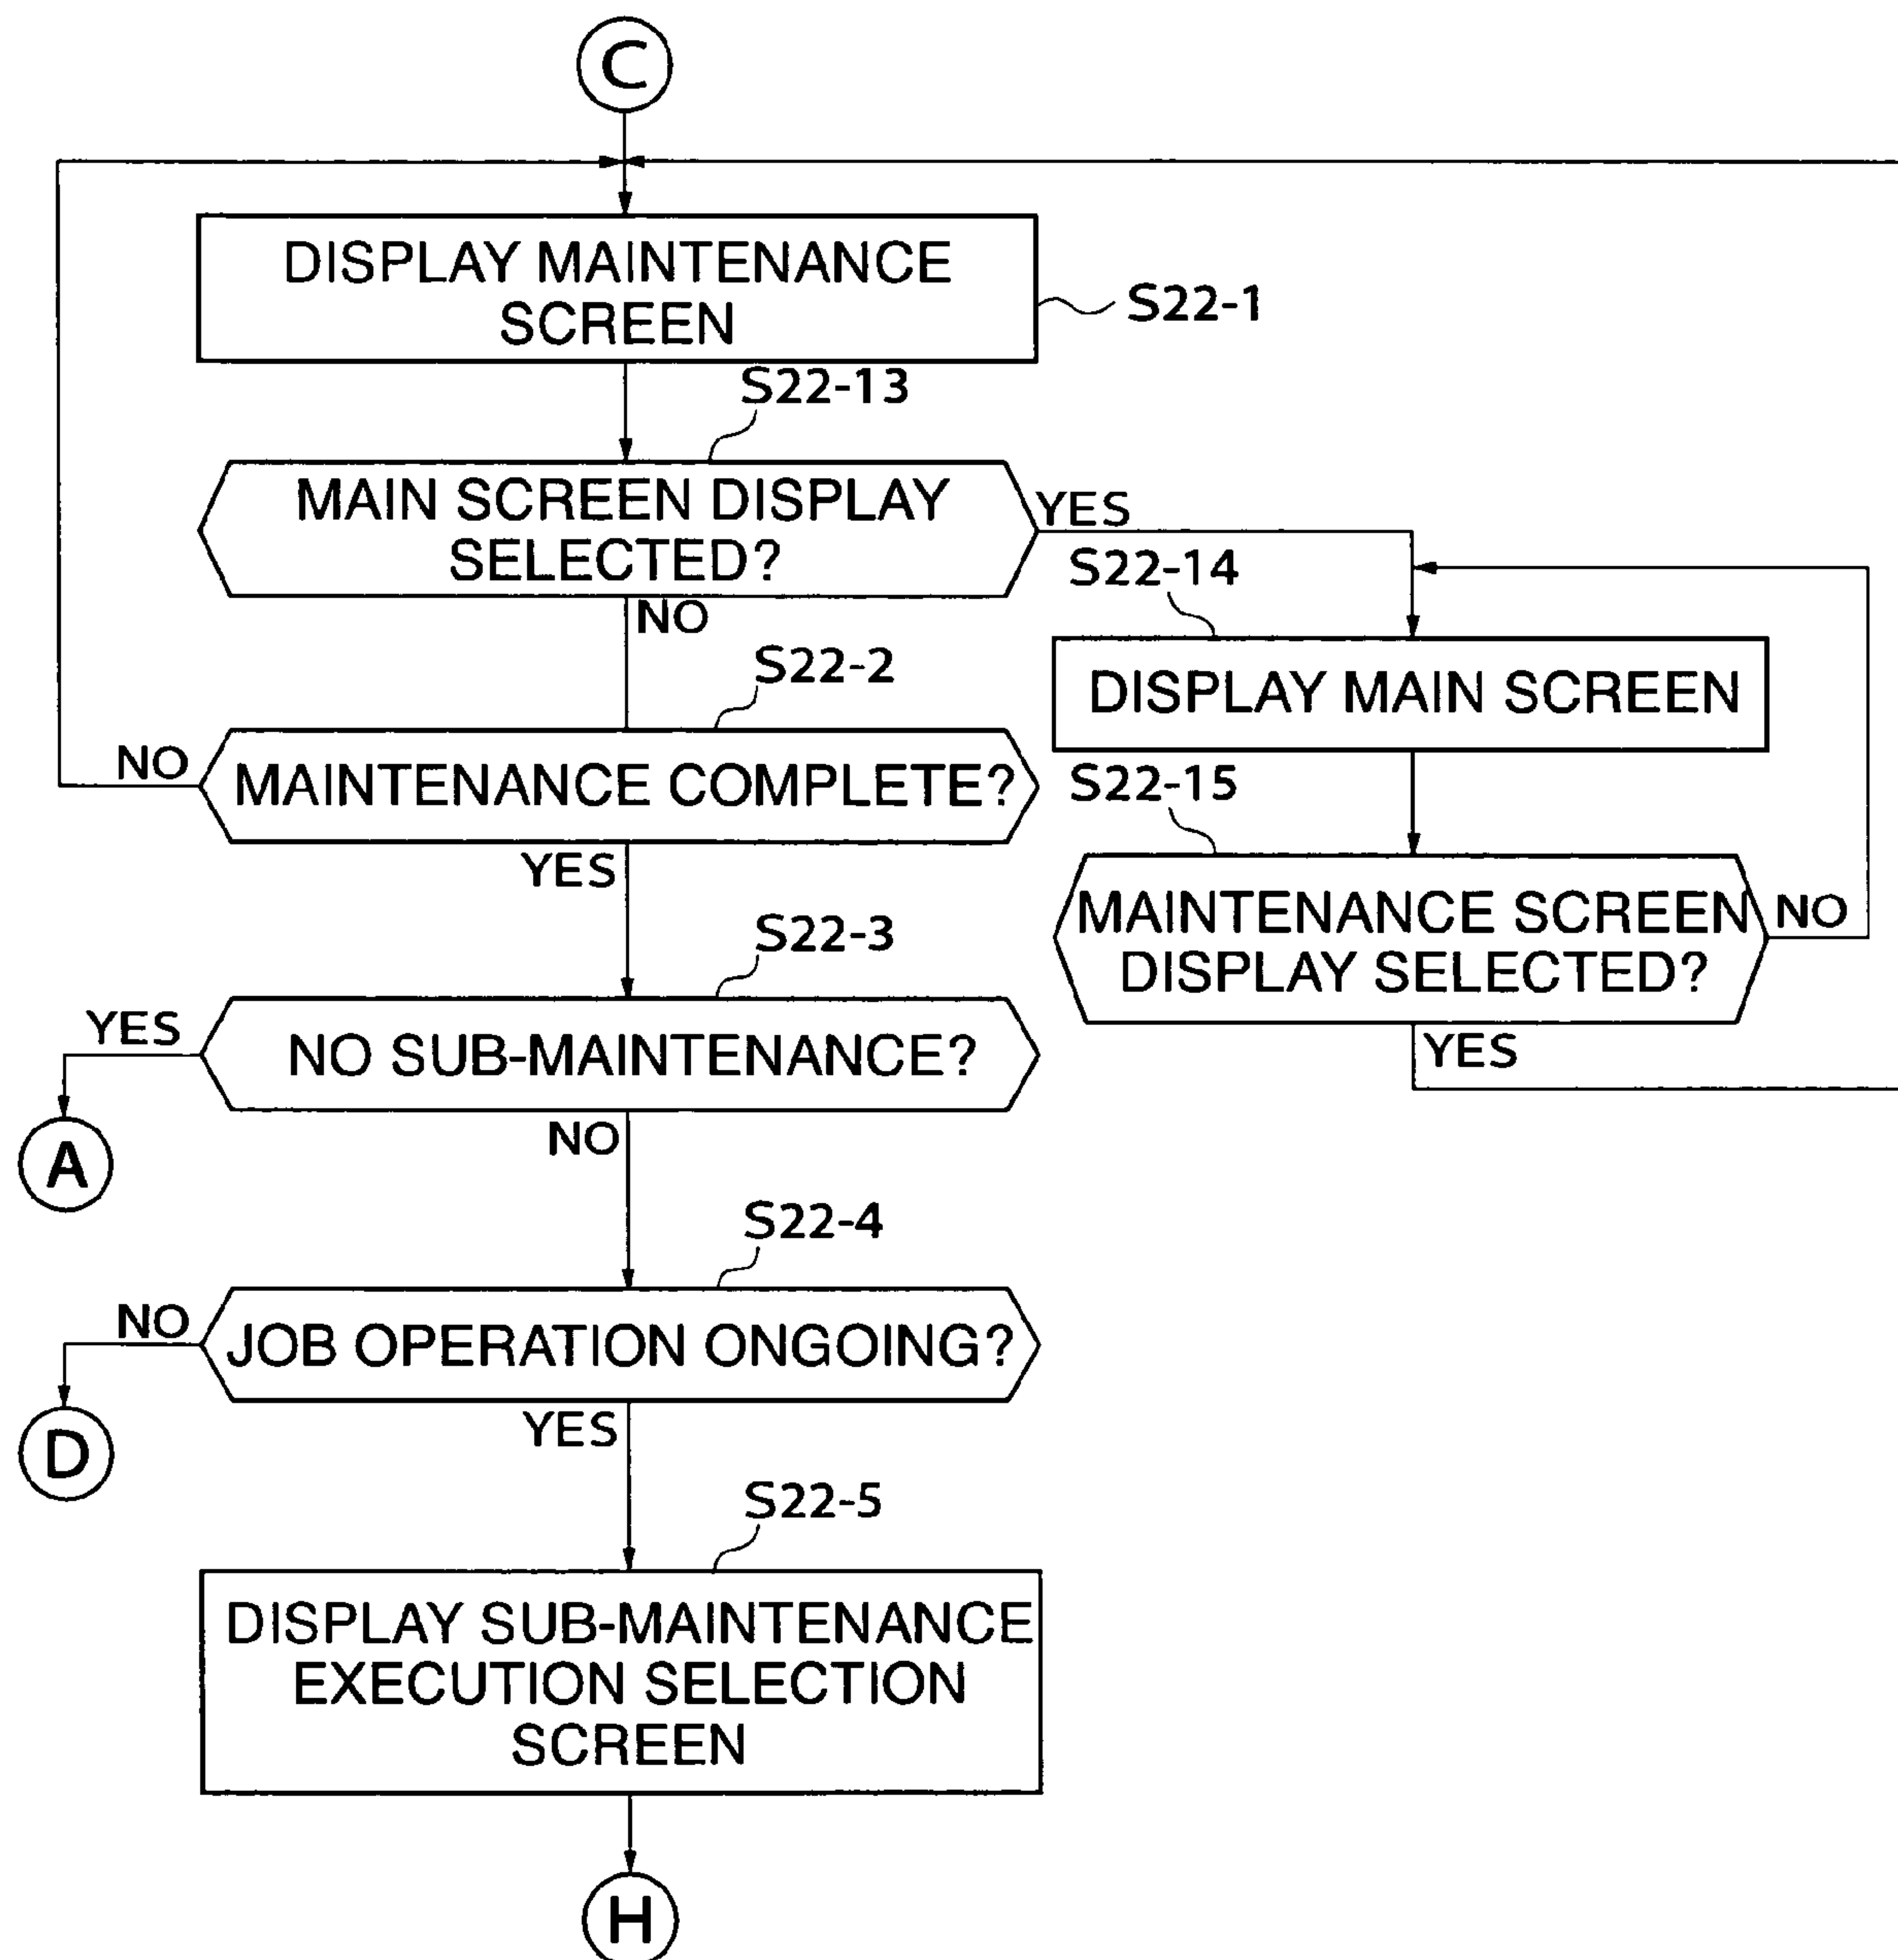 C
DISPLAY MAINTENANCE
SCREEN
S22-1
S22-13
MAIN SCREEN DISPLAY
SELECTED?
YES
NO
S22-14
DISPLAY MAIN SCREEN
S22-2
NO
MAINTENANCE COMPLETE?
YES
S22-15
MAINTENANCE SCREEN
DISPLAY SELECTED?
NO
YES
S22-3
YES
NO SUB-MAINTENANCE?
NO
A
S22-4
NO
JOB OPERATION ONGOING?
YES
D
S22-5
DISPLAY SUB-MAINTENANCE
EXECUTION SELECTION
SCREEN
H